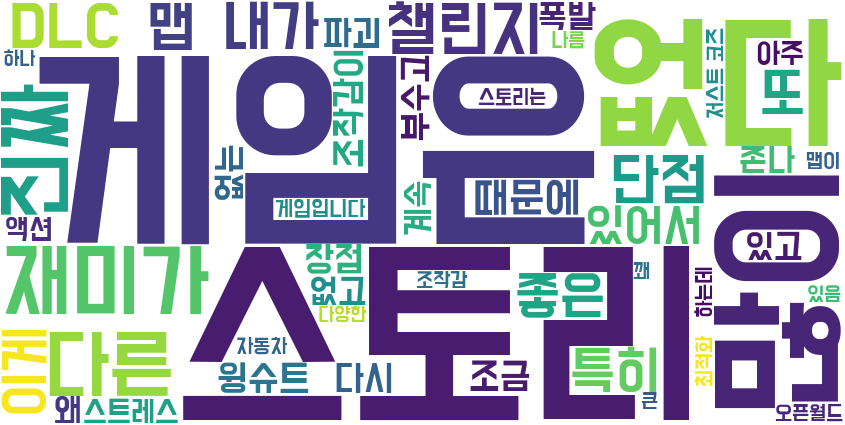 DLC
맵
내가
파괴
챌린지
폭발
나름
하나
게임은
스토리는
없다
저스트 코즈
아주
또
진짜
조작감이
부수고
존나
맵이
없는
게임입니다
계속
때문에
단점
액션
있어서
이
있고
재미가
장점
없고
다양한
조작감
좋은
꽤
하는데
있음
스토리
이게
다른
자동차
윙슈트
다시
조금
특히
큰
최적화
함
오픈월드
왜
스트레스